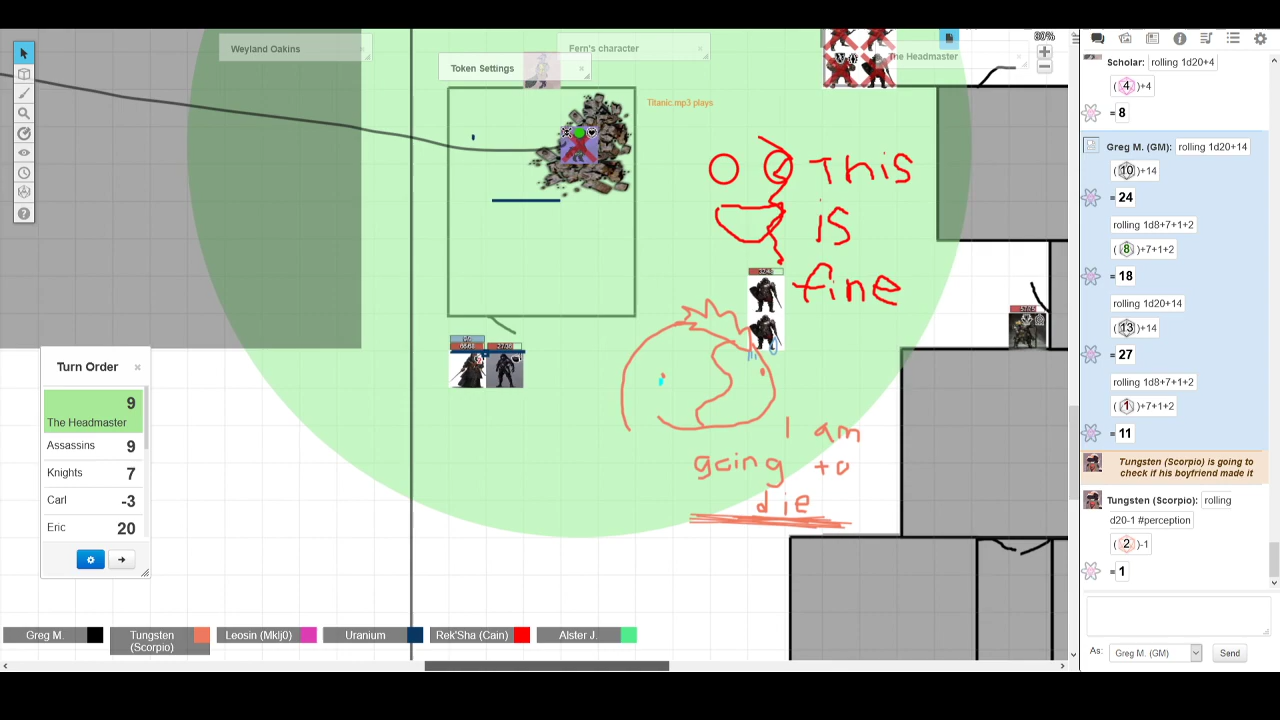 Weyland Oakins
Fern's character
Token Settings
×
The Headmaster
80%
Titanic.mp3 plays
This
is
fine
I am
going to
die
Turn Order
×
9
The Headmaster
Assassins 9
Knights 7
Carl -3
Eric 20
Greg M.
Tungsten
(Scorpio)
Leosin (Mklj0)
Uranium
Rek'Sha (Cain)
Alster J.
Scholar: rolling 1d20+4
(4)+4
= 8
Greg M. (GM): rolling 1d20+14
(10)+14
= 24
rolling 1d8+7+1+2
(8)+7+1+2
= 18
rolling 1d20+14
(13)+14
= 27
rolling 1d8+7+1+2
(1)+7+1+2
= 11
Tungsten (Scorpio) is going to
check if his boyfriend made it
Tungsten (Scorpio): rolling
d20-1 #perception
(2)-1
= 1
As: Greg M. (GM) Send